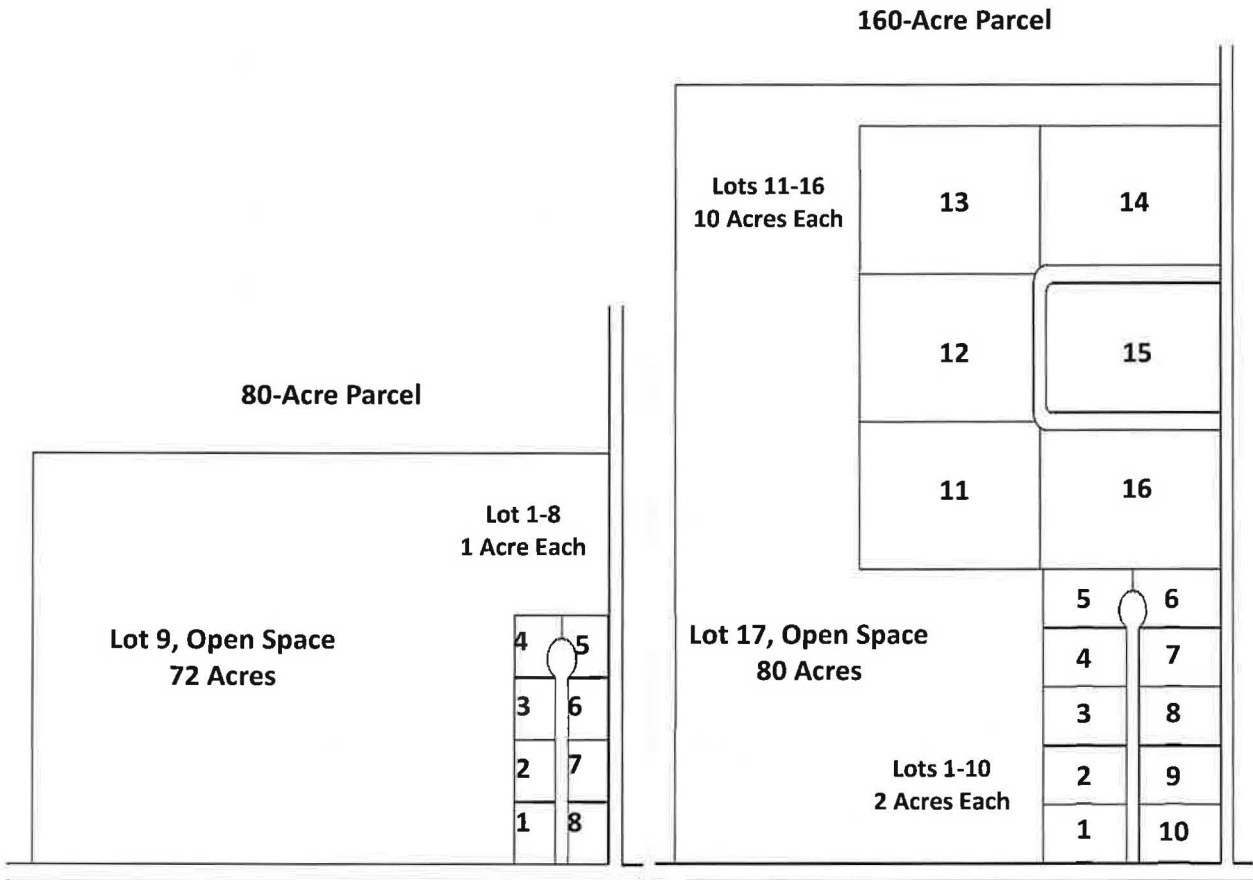 160-Acre Parcel
Lots 11-16
10 Acres Each
13
14
12
15
11
16
5
6
4
7
3
8
2
9
1
10
Lot 17, Open Space
80 Acres
Lots 1-10
2 Acres Each
80-Acre Parcel
Lot 1-8
1 Acre Each
Lot 9, Open Space
72 Acres
4
5
3
6
2
7
1
8